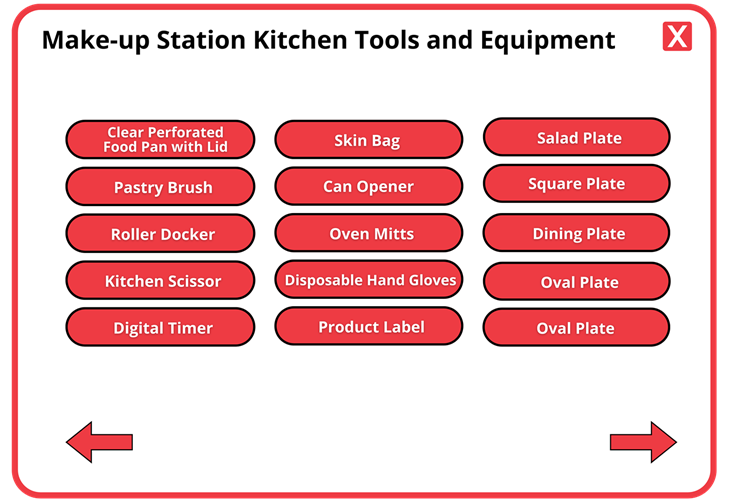 Make-up Station Kitchen Tools and Equipment
X
Clear Perforated
Food Pan with Lid
Pastry Brush
Roller Docker
Kitchen Scissor
Digital Timer
Skin Bag
Can Opener
Oven Mitts
Disposable Hand Gloves
Product Label
Salad Plate
Square Plate
Dining Plate
Oval Plate
Oval Plate